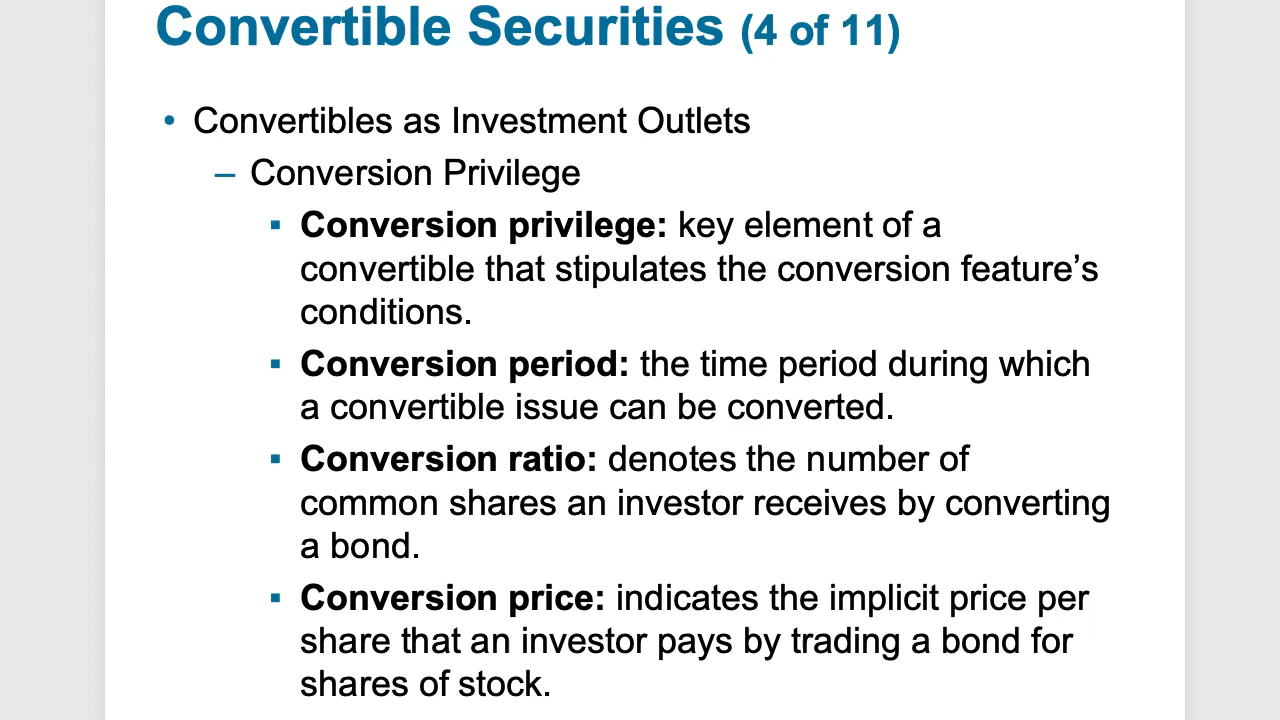 Convertible Securities (4 of 11)
• Convertibles as Investment Outlets
– Conversion Privilege
▪ Conversion privilege: key element of a
convertible that stipulates the conversion feature’s
conditions.
▪ Conversion period: the time period during which
a convertible issue can be converted.
▪ Conversion ratio: denotes the number of
common shares an investor receives by converting
a bond.
▪ Conversion price: indicates the implicit price per
share that an investor pays by trading a bond for
shares of stock.